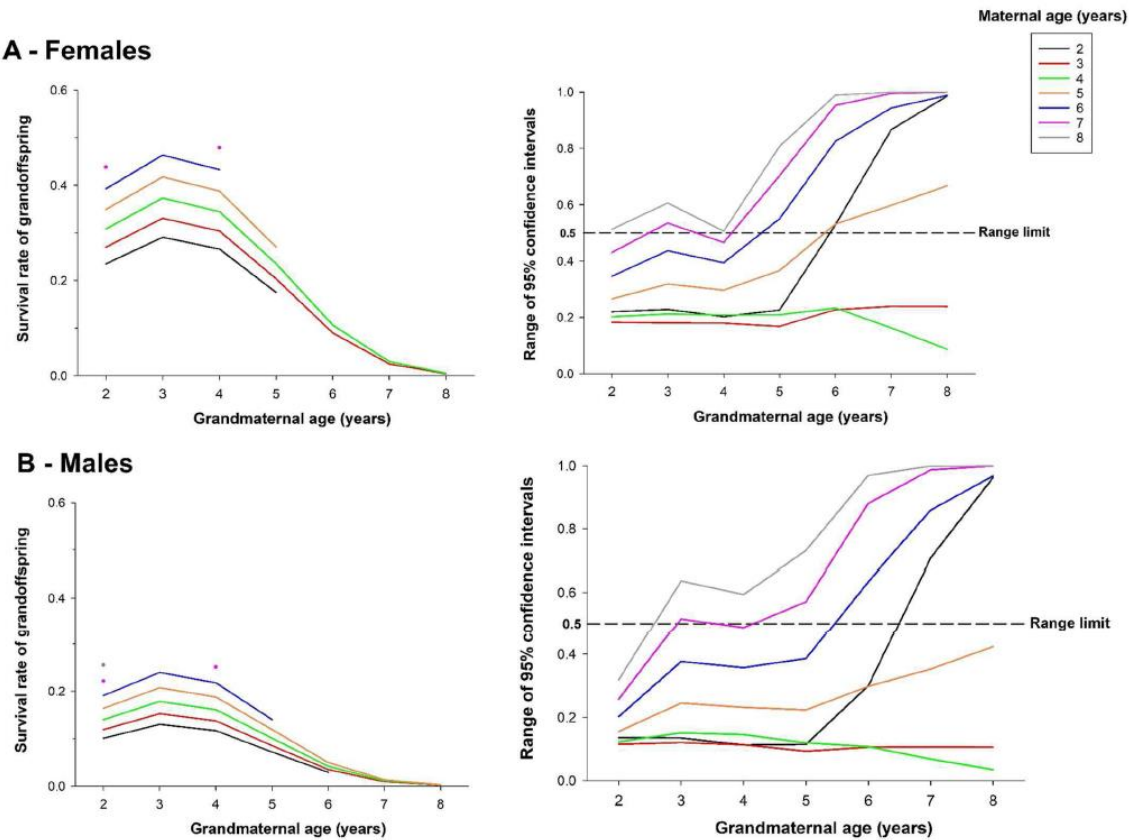 Maternal age (years)
2
3
4
5
6
7
8
A - Females
0.6
0.4
0.2
0.0
Survival rate of grandoffspring
2 3 4 5 6 7 8
Grandmaternal age (years)
1.0
0.8
0.6
0.5
0.4
0.2
0.0
Range of 95% confidence intervals
Range limit
2 3 4 5 6 7 8
Grandmaternal age (years)
B - Males
0.6
0.4
0.2
0.0
Survival rate of grandoffspring
2 3 4 5 6 7 8
Grandmaternal age (years)
1.0
0.8
0.6
0.5
0.4
0.2
0.0
Range of 95% confidence intervals
Range limit
2 3 4 5 6 7 8
Grandmaternal age (years)